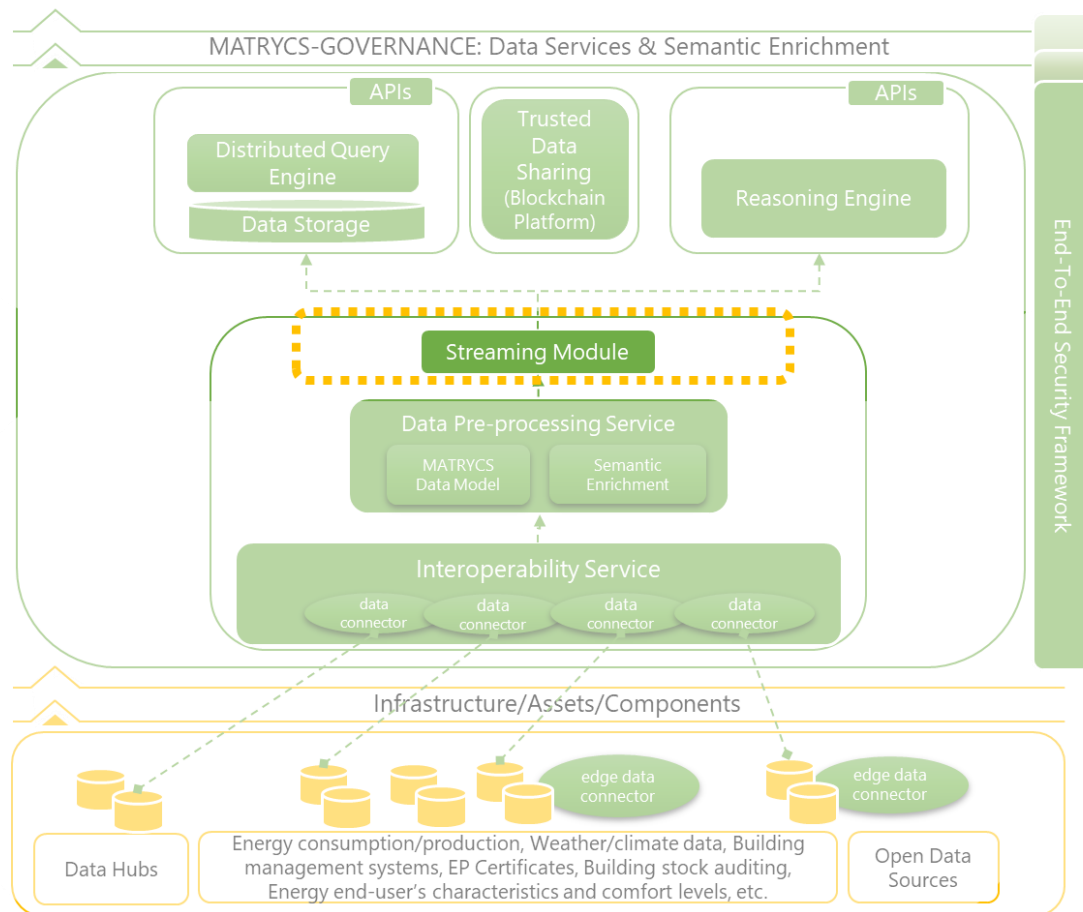 MATRYCS-GOVERNANCE: Data Services & Semantic Enrichment
APIs
Distributed Query
Engine
Data Storage
Trusted
Data
Sharing
(Blockchain
Platform)
APIs
Reasoning Engine
End-To-End Security Framework
Streaming Module
Data Pre-processing Service
MATRYCS
Data Model
Semantic
Enrichment
Interoperability Service
data
connector
data
connector
data
connector
data
connector
Infrastructure/Assets/Components
edge data
connector
edge data
connector
Data Hubs
Energy consumption/production, Weather/climate data, Building
management systems, EP Certificates, Building stock auditing,
Energy end-user's characteristics and comfort levels, etc.
Open Data
Sources